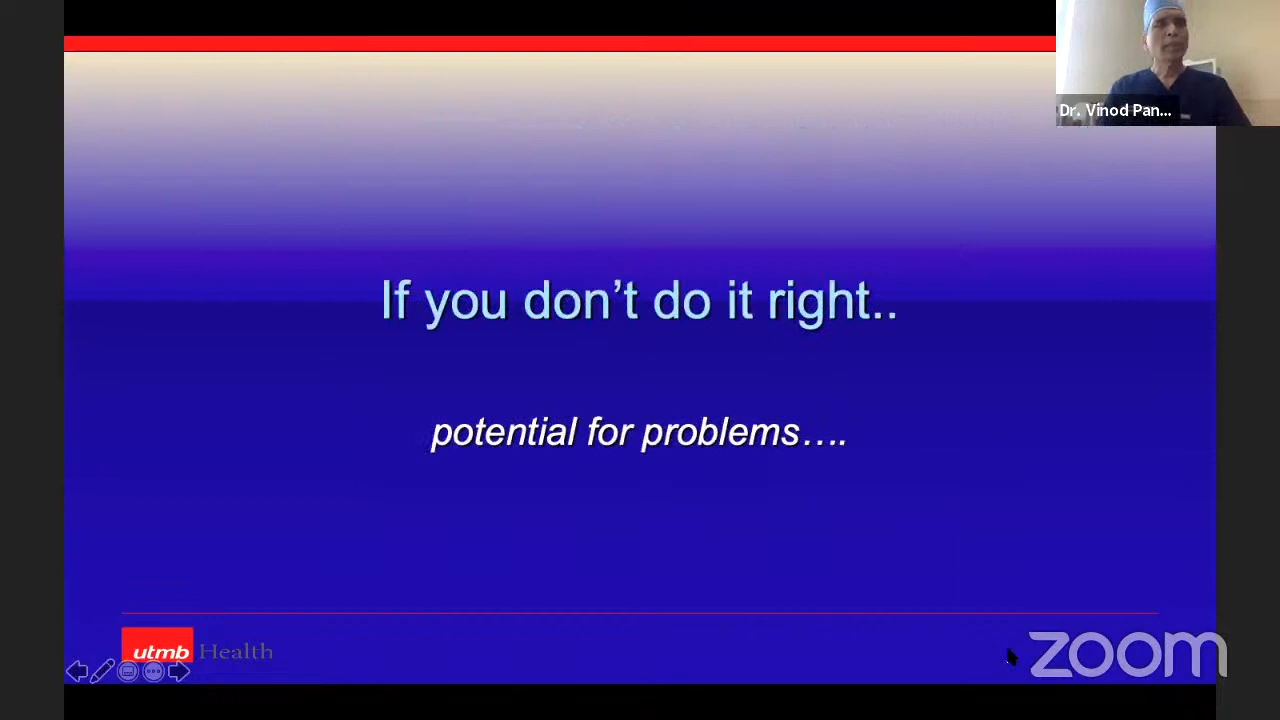 Dr. Vinod Pan...
If you don’t do it right..
potential for problems….
utmb Health
zoom